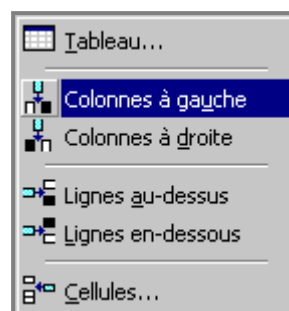 Tableau...
Colonnes à gauche
Colonnes à droite
Lignes au-dessus
Lignes en-dessous
Cellules...